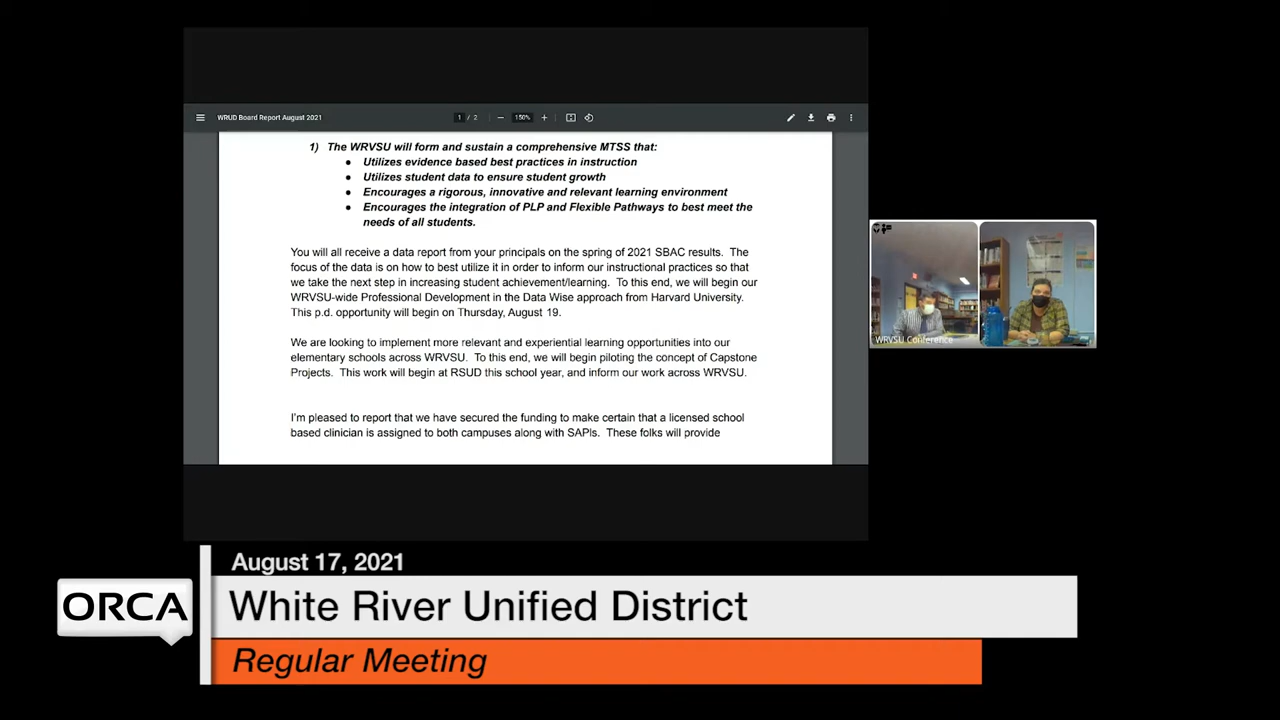 WRUD Board Report August 2021
1 / 2
150%
1) The WRVSU will form and sustain a comprehensive MTSS that:
● Utilizes evidence based best practices in instruction
● Utilizes student data to ensure student growth
● Encourages a rigorous, innovative and relevant learning environment
● Encourages the integration of PLP and Flexible Pathways to best meet the
needs of all students.
You will all receive a data report from your principals on the spring of 2021 SBAC results. The
focus of the data is on how to best utilize it in order to inform our instructional practices so that
we take the next step in increasing student achievement/learning. To this end, we will begin our
WRVSU-wide Professional Development in the Data Wise approach from Harvard University.
This p.d. opportunity will begin on Thursday, August 19.
We are looking to implement more relevant and experiential learning opportunities into our
elementary schools across WRVSU. To this end, we will begin piloting the concept of Capstone
Projects. This work will begin at RSUD this school year, and inform our work across WRVSU.
I'm pleased to report that we have secured the funding to make certain that a licensed school
based clinician is assigned to both campuses along with SAPIs. These folks will provide
WRVSU Conference
August 17, 2021
ORCA
White River Unified District
Regular Meeting